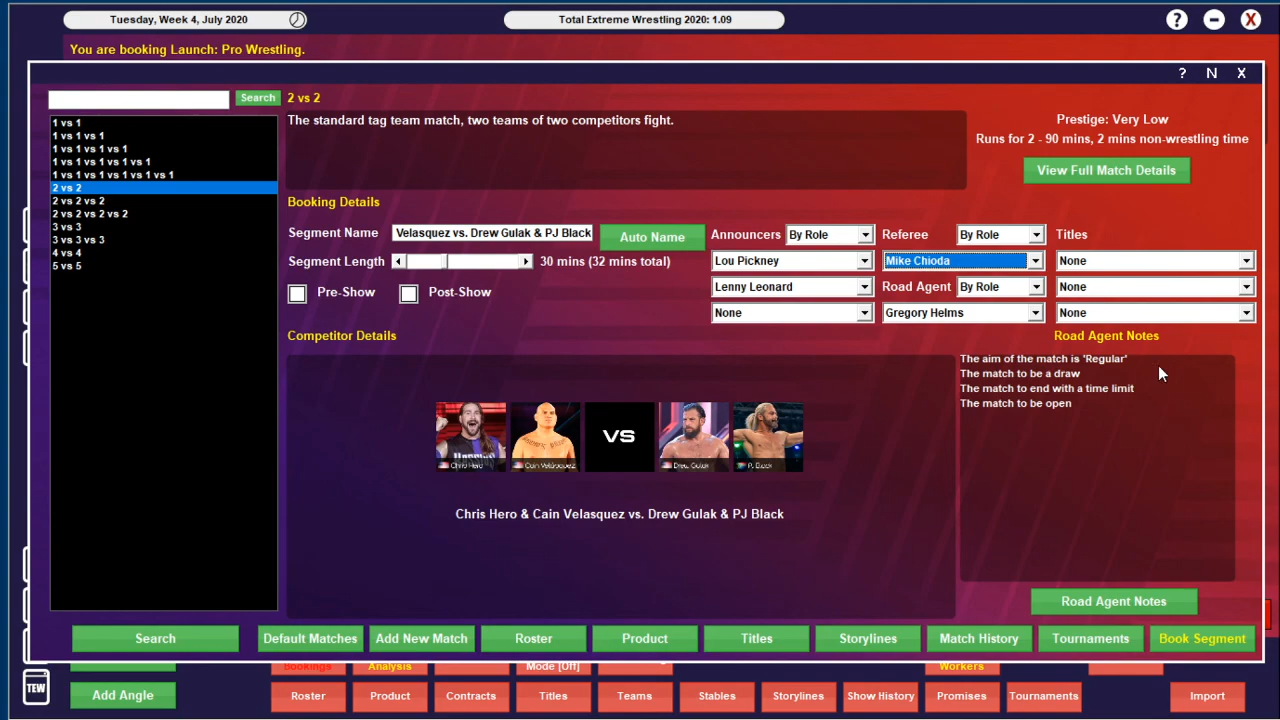 Tuesday, Week 4, July 2020
Total Extreme Wrestling 2020: 1.09
?
X
You are booking Launch: Pro Wrestling.
? N X
Search
2 vs 2
1 vs 1
1 vs 1 vs 1
1 vs 1 vs 1 vs 1
1 vs 1 vs 1 vs 1 vs 1
1 vs 1 vs 1 vs 1 vs 1 vs 1
2 vs 2
2 vs 2 vs 2
2 vs 2 vs 2 vs 2
3 vs 3
3 vs 3 vs 3
4 vs 4
5 vs 5
The standard tag team match, two teams of two competitors fight.
Prestige: Very Low
Runs for 2 - 90 mins, 2 mins non-wrestling time
View Full Match Details
Booking Details
Segment Name Velasquez vs. Drew Gulak & PJ Black Auto Name
Segment Length 30 mins (32 mins total)
Pre-Show Post-Show
Announcers By Role
Lou Pickney
Lenny Leonard
None
Referee By Role
Mike Chioda
Road Agent By Role
Gregory Helms
Titles
None
None
None
Competitor Details
Chris Hero
Cain Velasquez
VS
Drew Gulak
P. Black
Chris Hero & Cain Velasquez vs. Drew Gulak & PJ Black
Road Agent Notes
The aim of the match is 'Regular'
The match to be a draw
The match to end with a time limit
The match to be open
Road Agent Notes
Search Default Matches Add New Match Roster Product Titles Storylines Match History Tournaments Book Segment
Bookings Analysis Mode [Off] Workers
TEW
Add Angle Roster Product Contracts Titles Teams Stables Storylines Show History Promises Tournaments Import